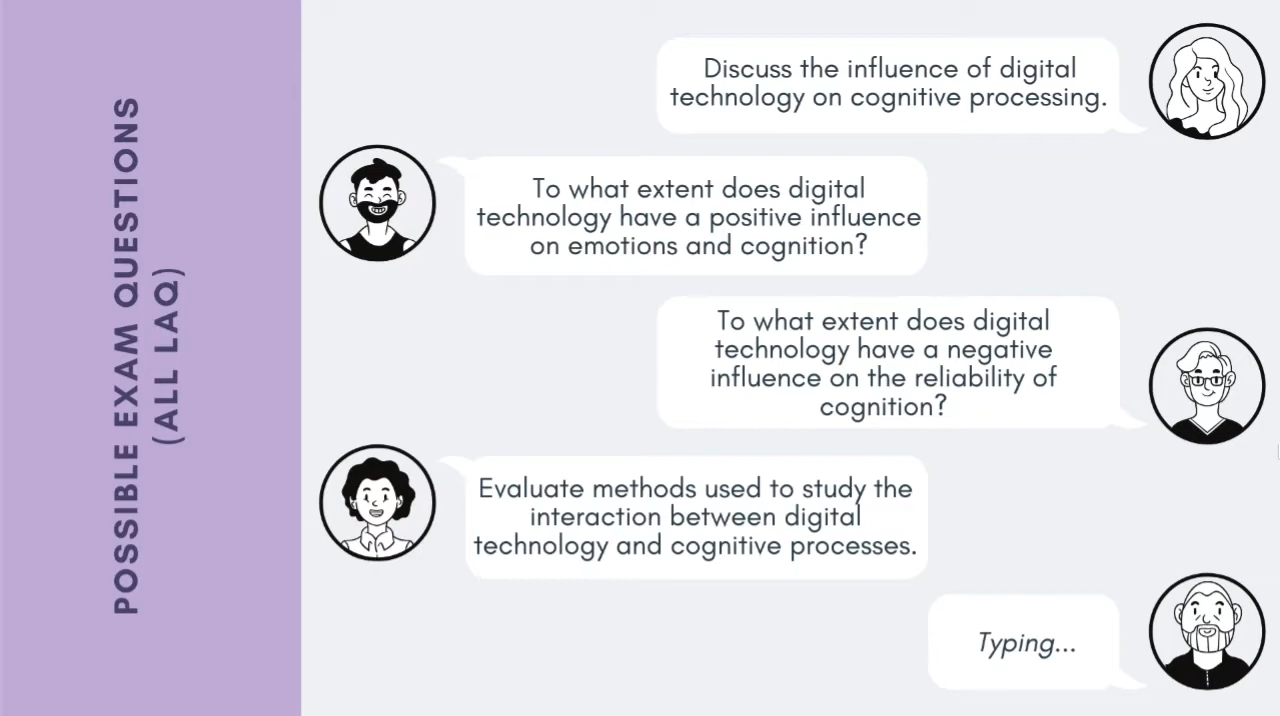 POSSIBLE EXAM QUESTIONS
(ALL LAQ)
Discuss the influence of digital
technology on cognitive processing.
To what extent does digital
technology have a positive influence
on emotions and cognition?
To what extent does digital
technology have a negative
influence on the reliability of
cognition?
Evaluate methods used to study the
interaction between digital
technology and cognitive processes.
Typing...